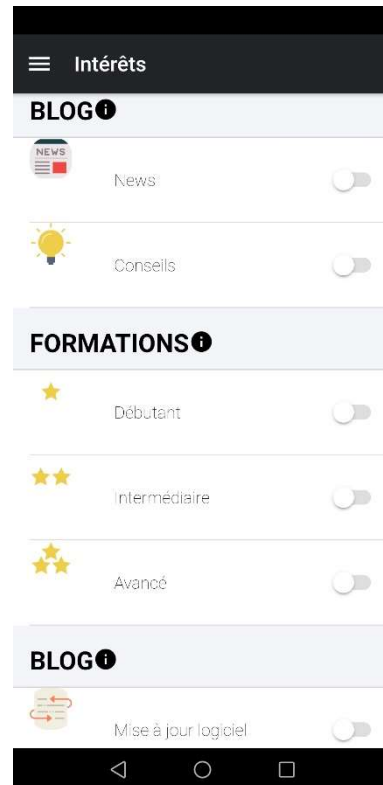 Intérêts
BLOG
NEWS
News
Conseils
FORMATIONS
Débutant
Intermédiaire
Avancé
BLOG
Mise à jour logiciel